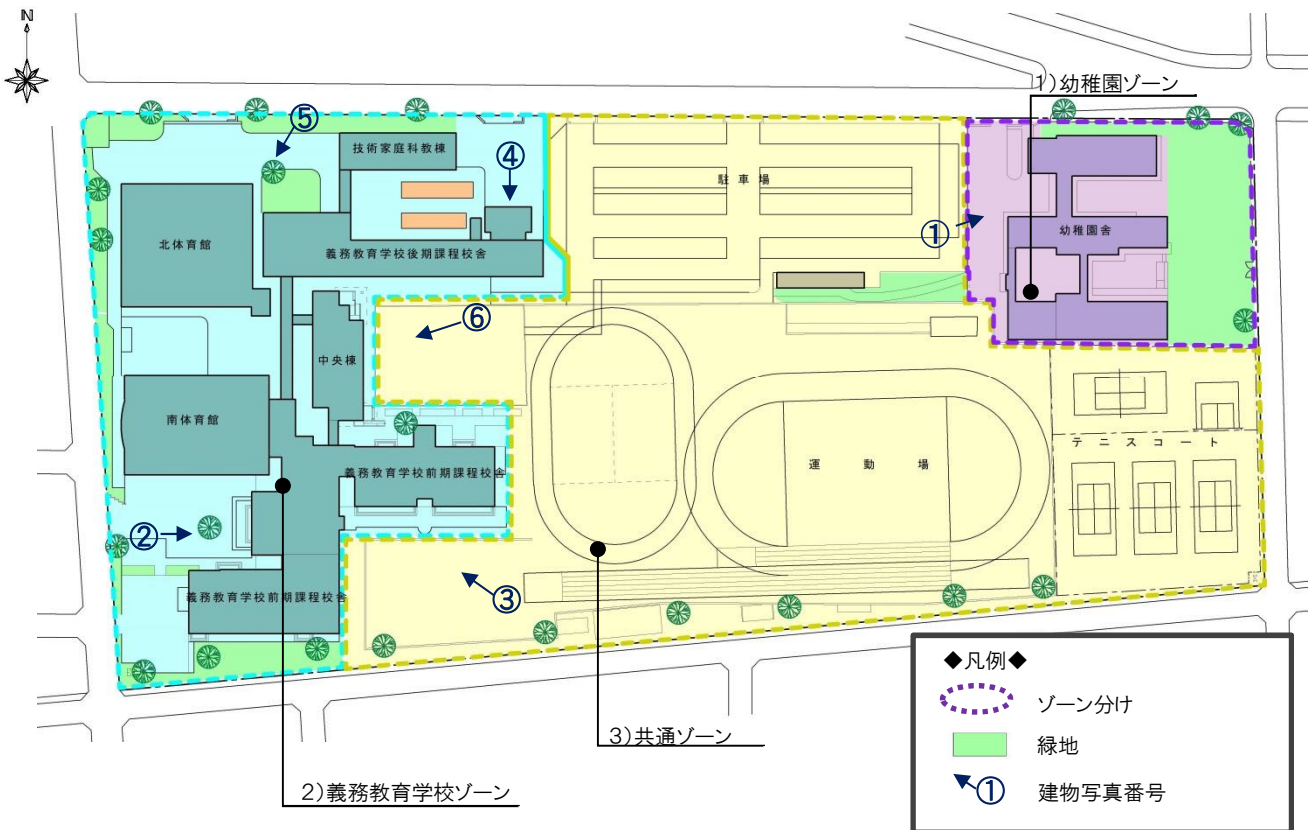 N
1)幼稚園ゾーン
⑤
技術家庭科教棟
④
駐車場
①
幼稚園舎
北体育館
義務教育学校後期課程校舎
⑥
中央棟
南体育館
テニスコート
運動場
義務教育学校前期課程校舎
②
③
義務教育学校前期課程校舎
◆凡例◆
ゾーン分け
緑地
①
建物写真番号
3)共通ゾーン
2)義務教育学校ゾーン